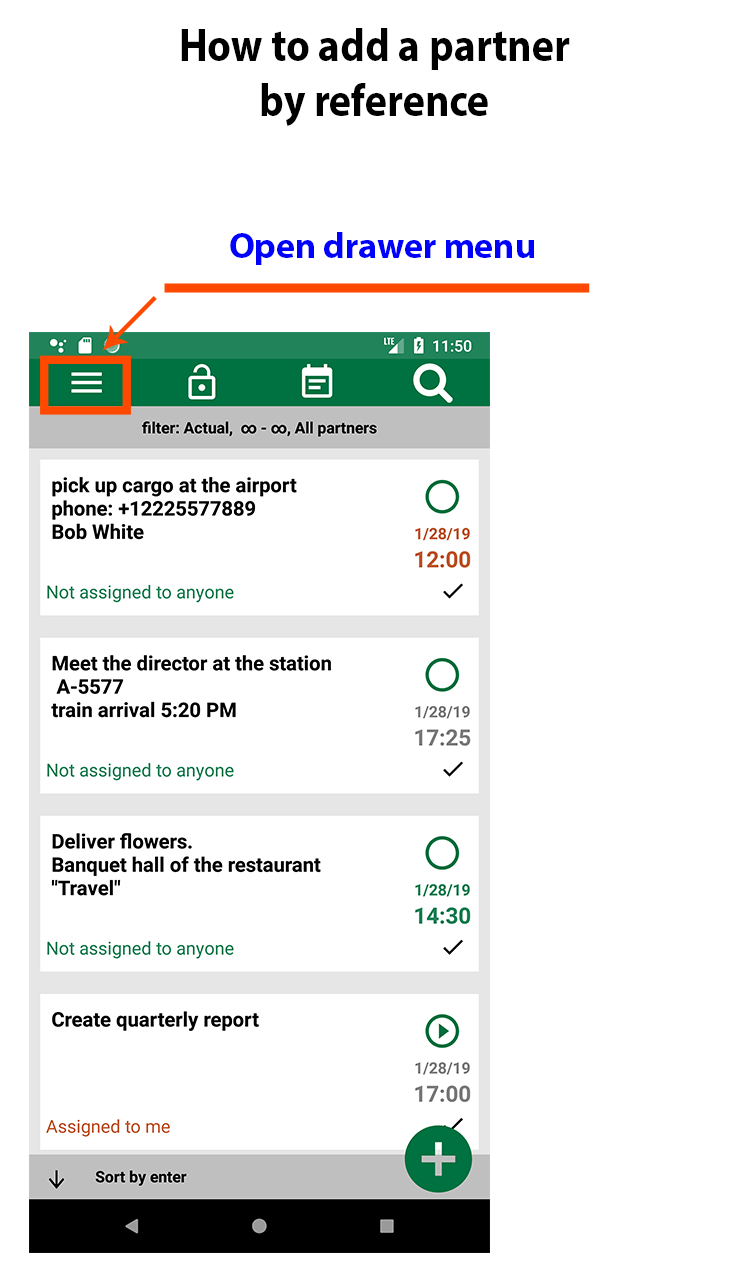 How to add a partner
by reference
Open drawer menu
LTE 11:50
filter: Actual, ∞ - ∞, All partners
pick up cargo at the airport
phone: +12225577889
Bob White
1/28/19
12:00
Not assigned to anyone
Meet the director at the station
A-5577
train arrival 5:20 PM
1/28/19
17:25
Not assigned to anyone
Deliver flowers.
Banquet hall of the restaurant
"Travel"
1/28/19
14:30
Not assigned to anyone
Create quarterly report
1/28/19
17:00
Assigned to me
Sort by enter